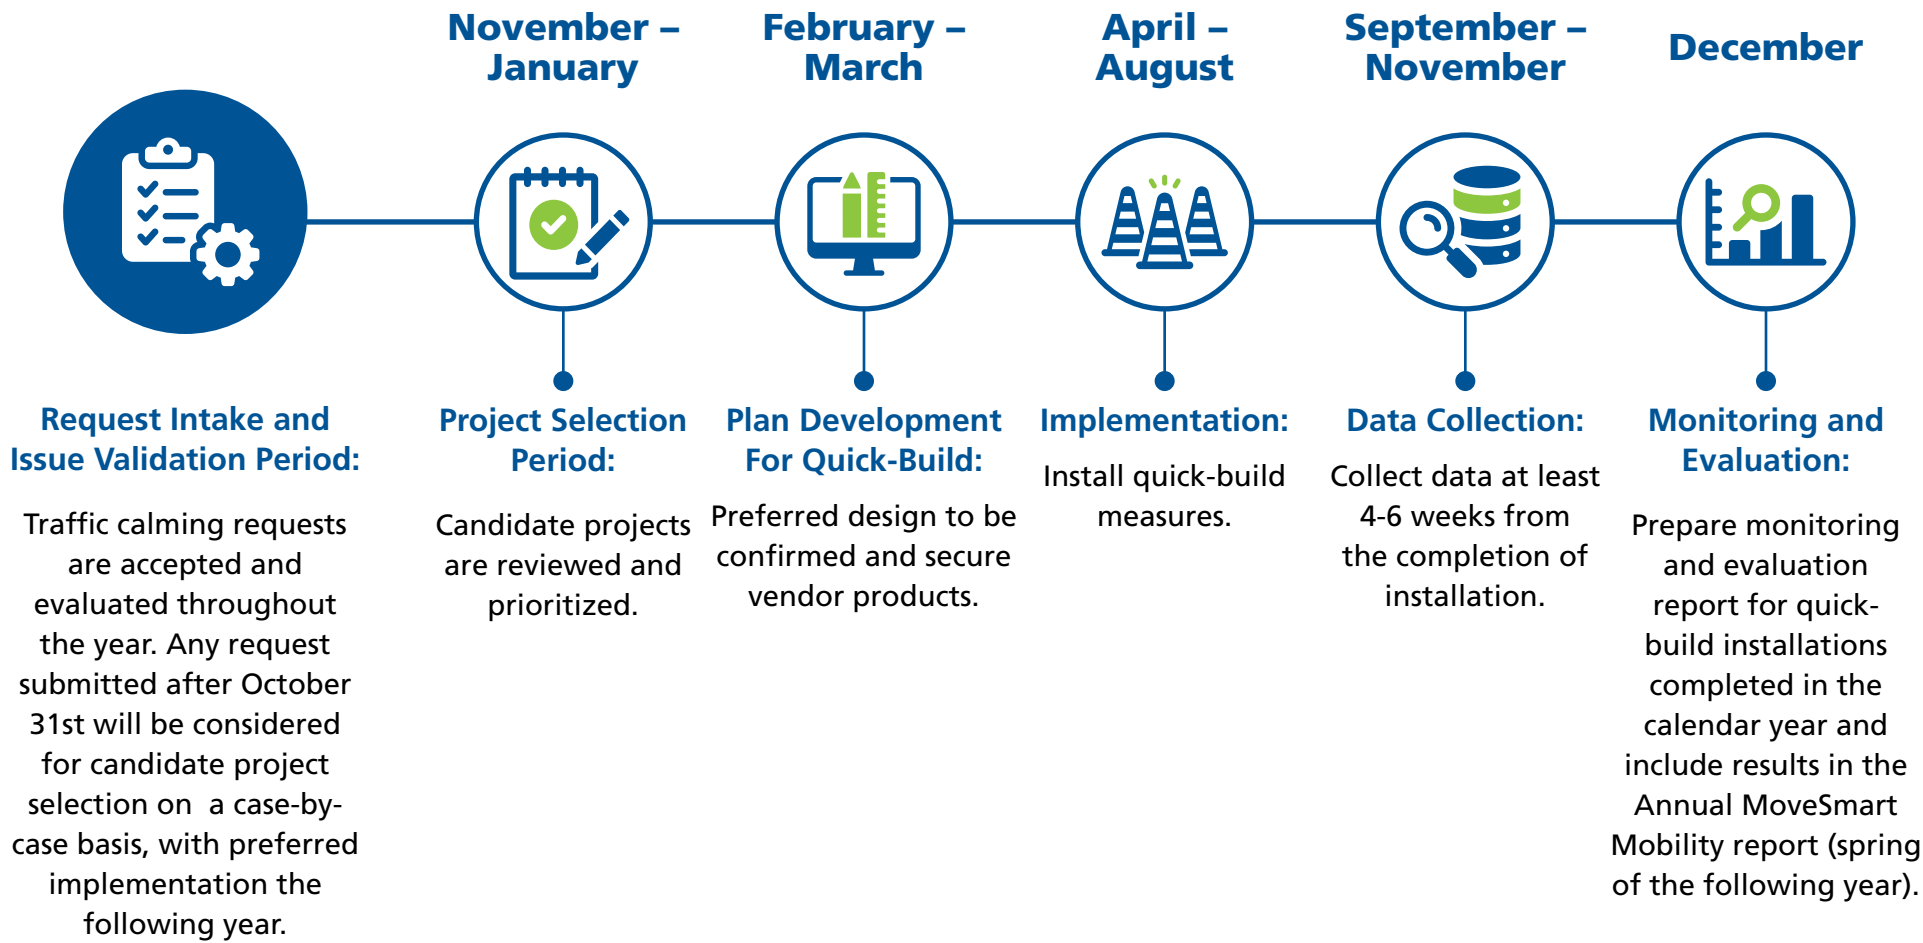 November –
January
February –
March
April –
August
September –
November
December
Request Intake and
Issue Validation Period:
Traffic calming requests
are accepted and
evaluated throughout
the year. Any request
submitted after October
31st will be considered
for candidate project
selection on  a case-by-
case basis, with preferred
implementation the
following year.
Project Selection
Period:
Candidate projects
are reviewed and
prioritized.
Plan Development
For Quick-Build:
Preferred design to be
confirmed and secure
vendor products.
Implementation:
Install quick-build
measures.
Data Collection:
Collect data at least
4-6 weeks from
the completion of
installation.
Monitoring and
Evaluation:
Prepare monitoring
and evaluation
report for quick-
build installations
completed in the
calendar year and
include results in the
Annual MoveSmart
Mobility report (spring
of the following year).